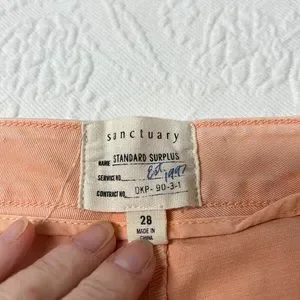 sanctuary
NAME STANDARD SURPLUS
SERVICE NO. Est. 1997
CONTRACT NO. DKP-90-3-1
28
MADE IN
CHINA